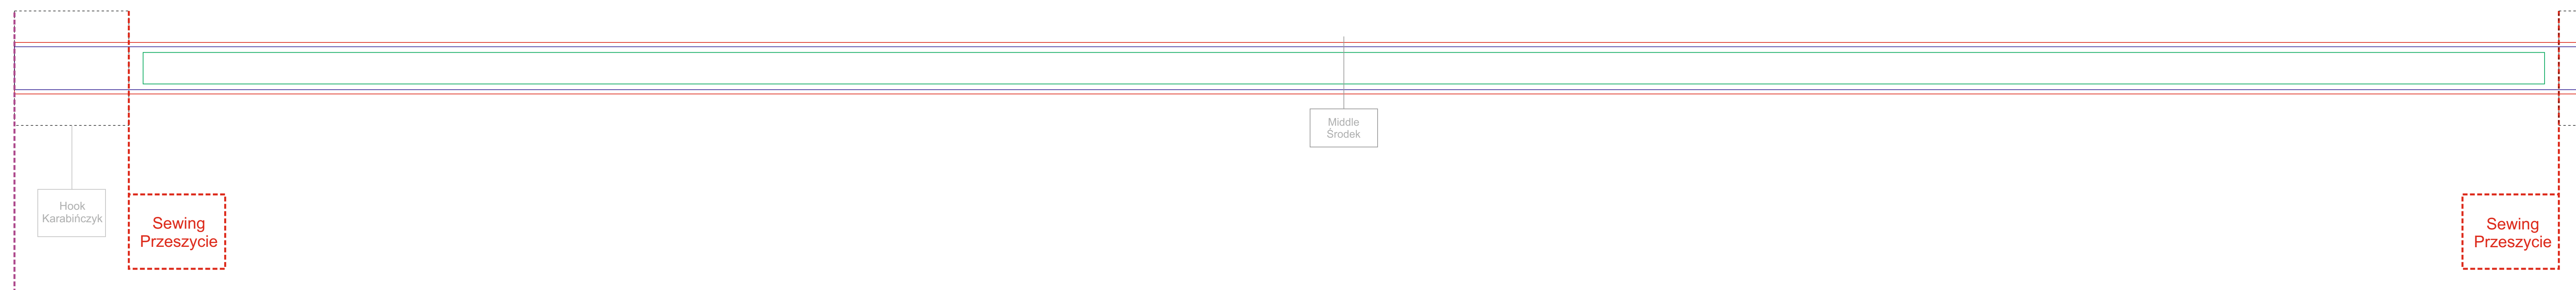 Middle
Środek
Hook
Karabińczyk
Sewing
Przeszycie
Sewing
Przeszycie